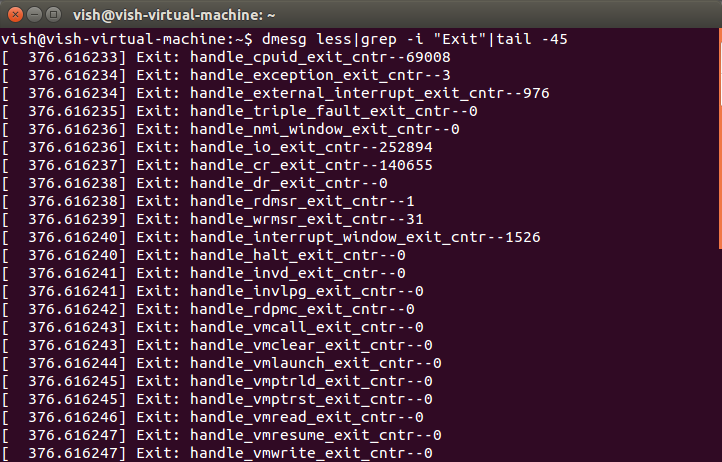 vish@vish-virtual-machine: ~
vish@vish-virtual-machine:~$ dmesg less|grep -i "Exit"|tail -45
[  376.616233] Exit: handle_cpuid_exit_cntr--69008
[  376.616234] Exit: handle_exception_exit_cntr--3
[  376.616234] Exit: handle_external_interrupt_exit_cntr--976
[  376.616235] Exit: handle_triple_fault_exit_cntr--0
[  376.616236] Exit: handle_nmi_window_exit_cntr--0
[  376.616236] Exit: handle_io_exit_cntr--252894
[  376.616237] Exit: handle_cr_exit_cntr--140655
[  376.616238] Exit: handle_dr_exit_cntr--0
[  376.616238] Exit: handle_rdmsr_exit_cntr--1
[  376.616239] Exit: handle_wrmsr_exit_cntr--31
[  376.616240] Exit: handle_interrupt_window_exit_cntr--1526
[  376.616240] Exit: handle_halt_exit_cntr--0
[  376.616241] Exit: handle_invd_exit_cntr--0
[  376.616241] Exit: handle_invlpg_exit_cntr--0
[  376.616242] Exit: handle_rdpmc_exit_cntr--0
[  376.616243] Exit: handle_vmcall_exit_cntr--0
[  376.616243] Exit: handle_vmclear_exit_cntr--0
[  376.616244] Exit: handle_vmlaunch_exit_cntr--0
[  376.616245] Exit: handle_vmptrld_exit_cntr--0
[  376.616245] Exit: handle_vmptrst_exit_cntr--0
[  376.616246] Exit: handle_vmread_exit_cntr--0
[  376.616247] Exit: handle_vmresume_exit_cntr--0
[  376.616247] Exit: handle_vmwrite_exit_cntr--0